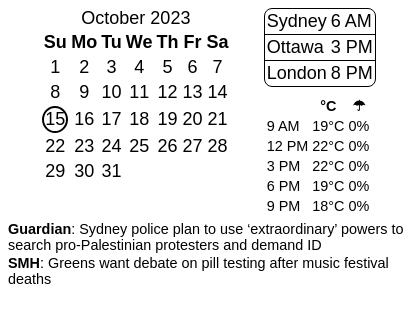 October 2023
Su Mo Tu We Th Fr Sa
1 2 3 4 5 6 7
8 9 10 11 12 13 14
15 16 17 18 19 20 21
22 23 24 25 26 27 28
29 30 31
Sydney 6 AM
Ottawa 3 PM
London 8 PM
°C ☂
9 AM 19°C 0%
12 PM 22°C 0%
3 PM 22°C 0%
6 PM 19°C 0%
9 PM 18°C 0%
Guardian: Sydney police plan to use ‘extraordinary’ powers to
search pro-Palestinian protesters and demand ID
SMH: Greens want debate on pill testing after music festival
deaths